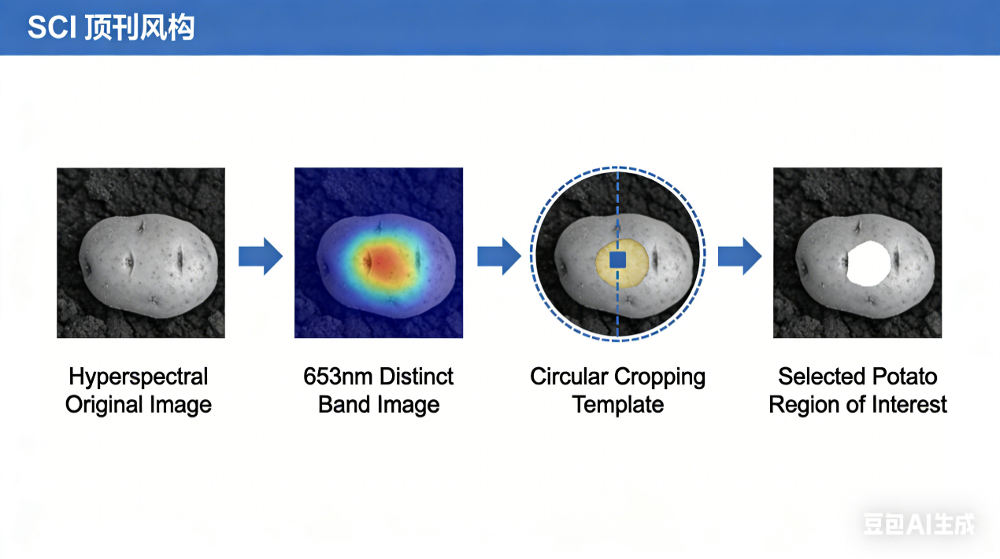 SCI 顶刊风构
Hyperspectral
Original Image
653nm Distinct
Band Image
Circular Cropping
Template
Selected Potato
Region of Interest
豆包AI生成